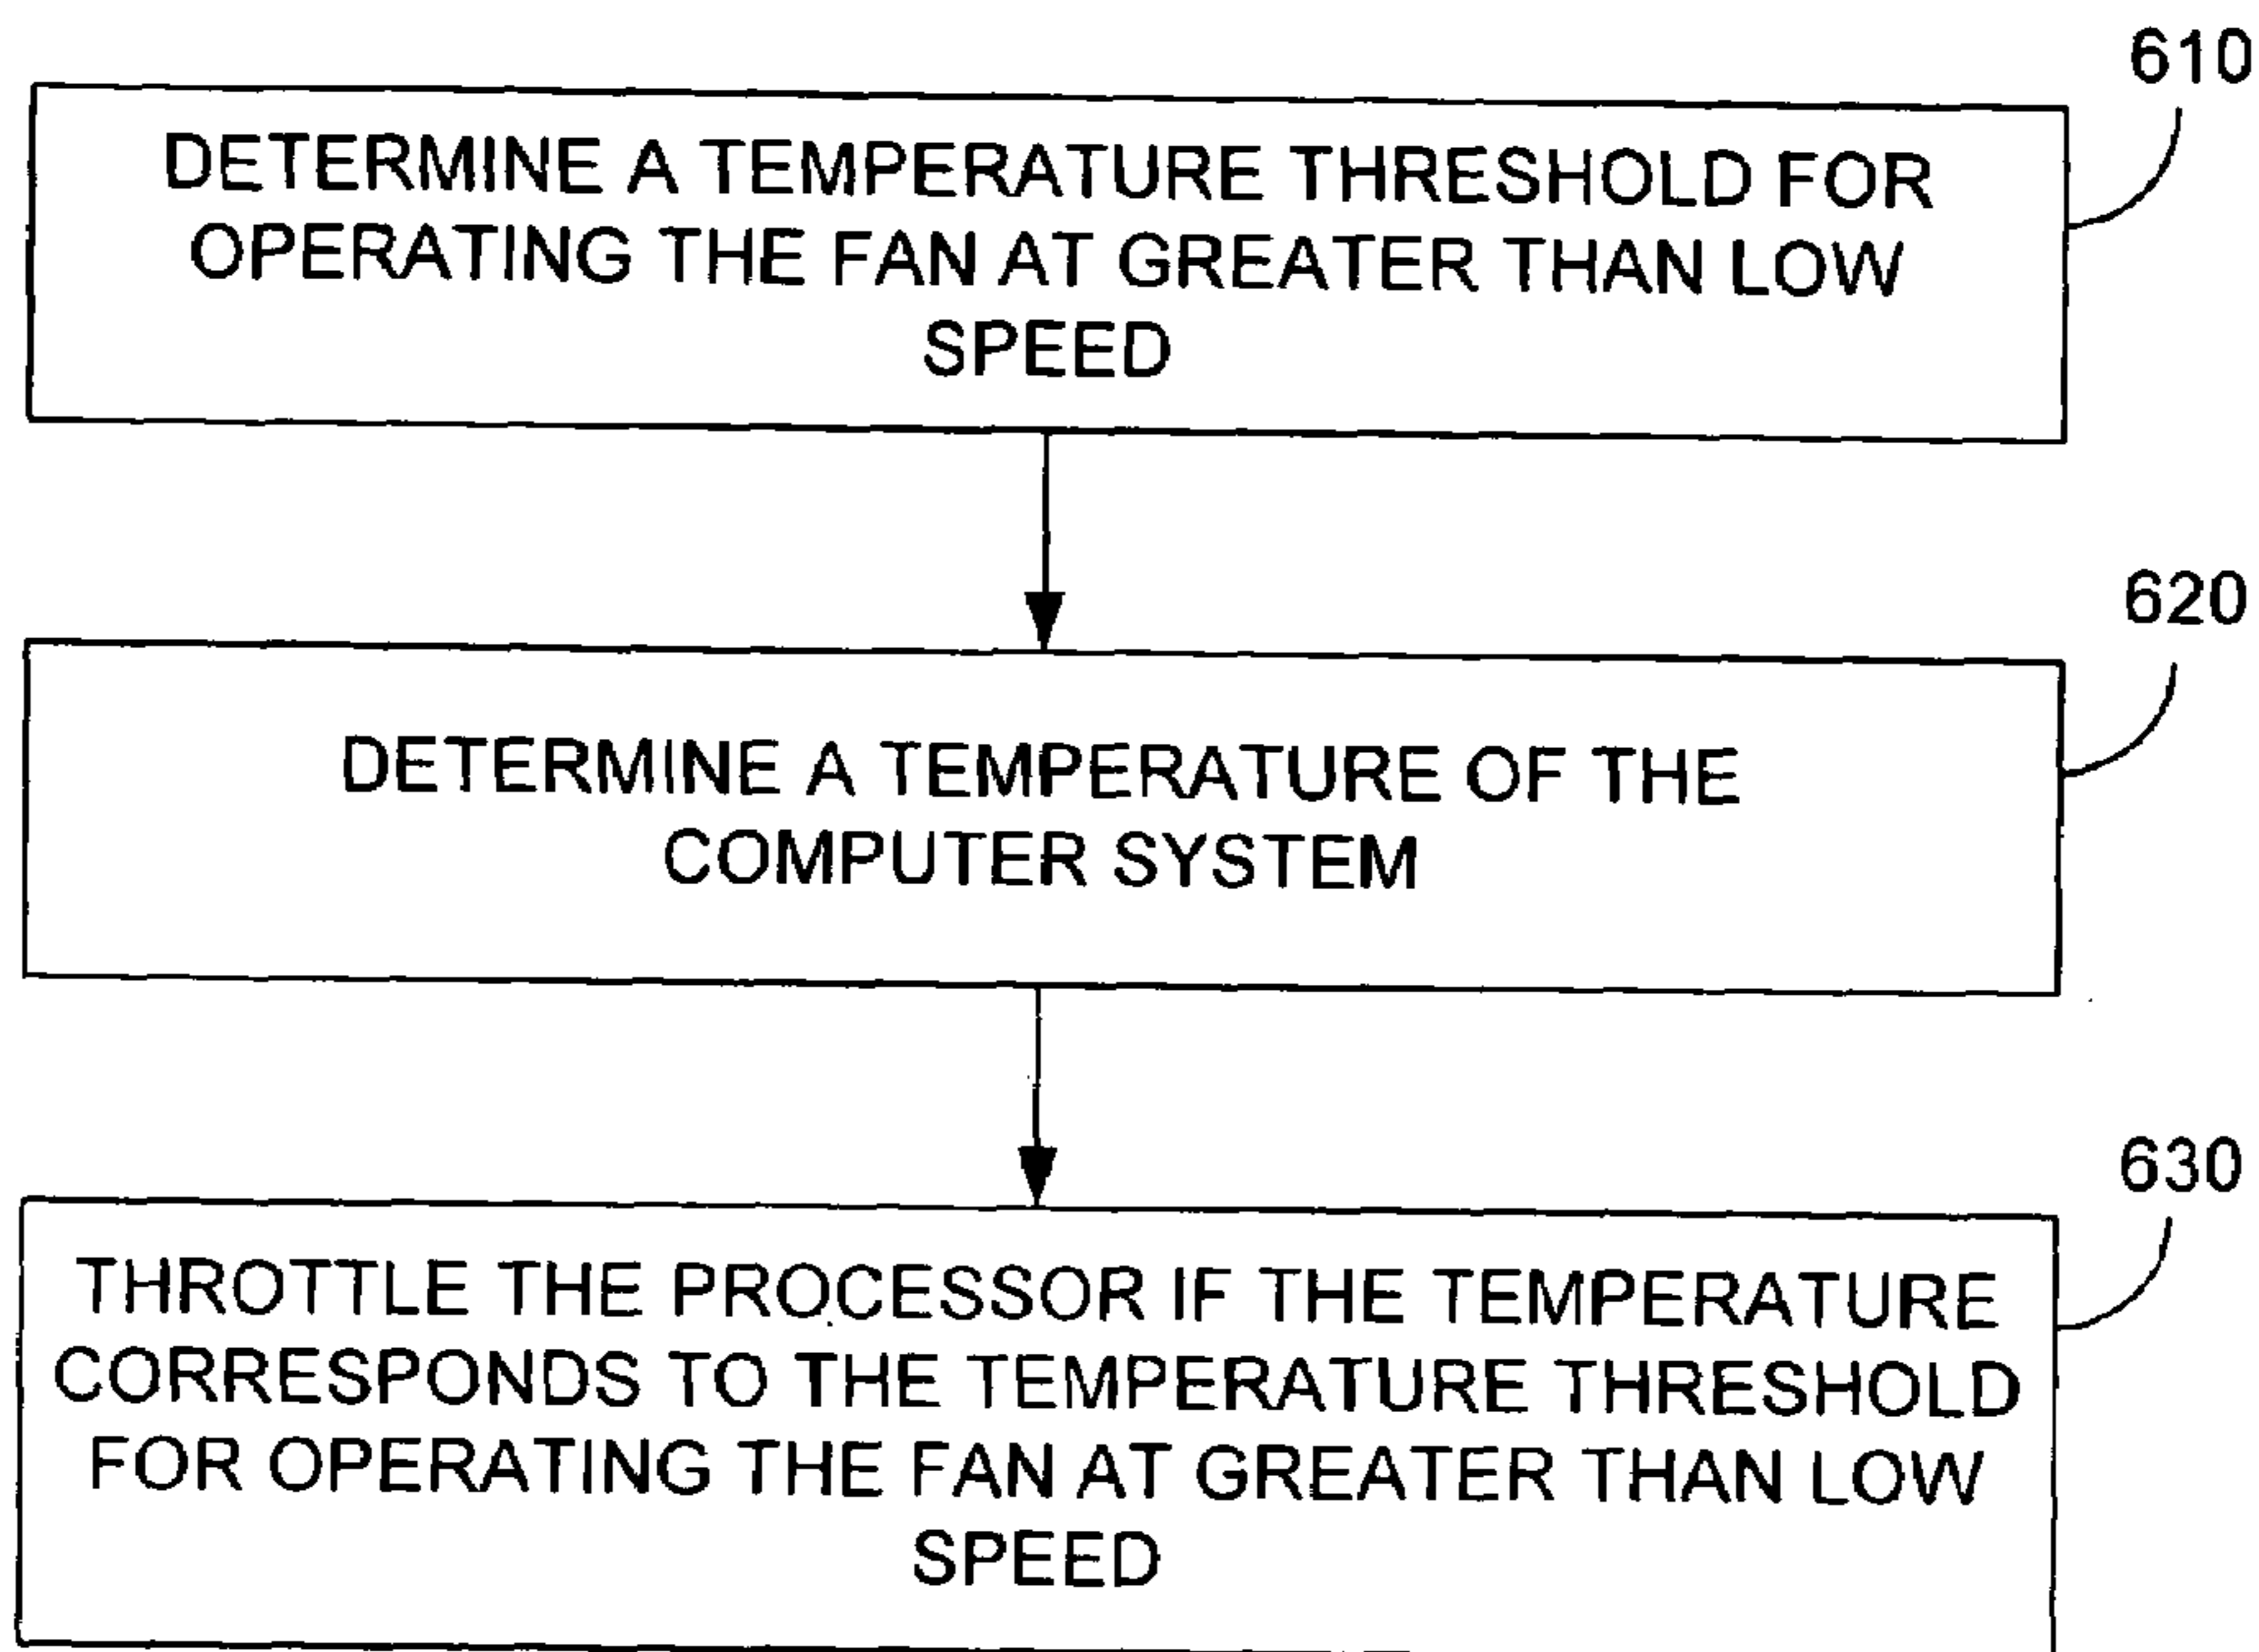 610
DETERMINE A TEMPERATURE THRESHOLD FOR
OPERATING THE FAN AT GREATER THAN LOW
SPEED
620
DETERMINE A TEMPERATURE OF THE
COMPUTER SYSTEM
630
THROTTLE THE PROCESSOR IF THE TEMPERATURE
CORRESPONDS TO THE TEMPERATURE THRESHOLD
FOR OPERATING THE FAN AT GREATER THAN LOW
SPEED